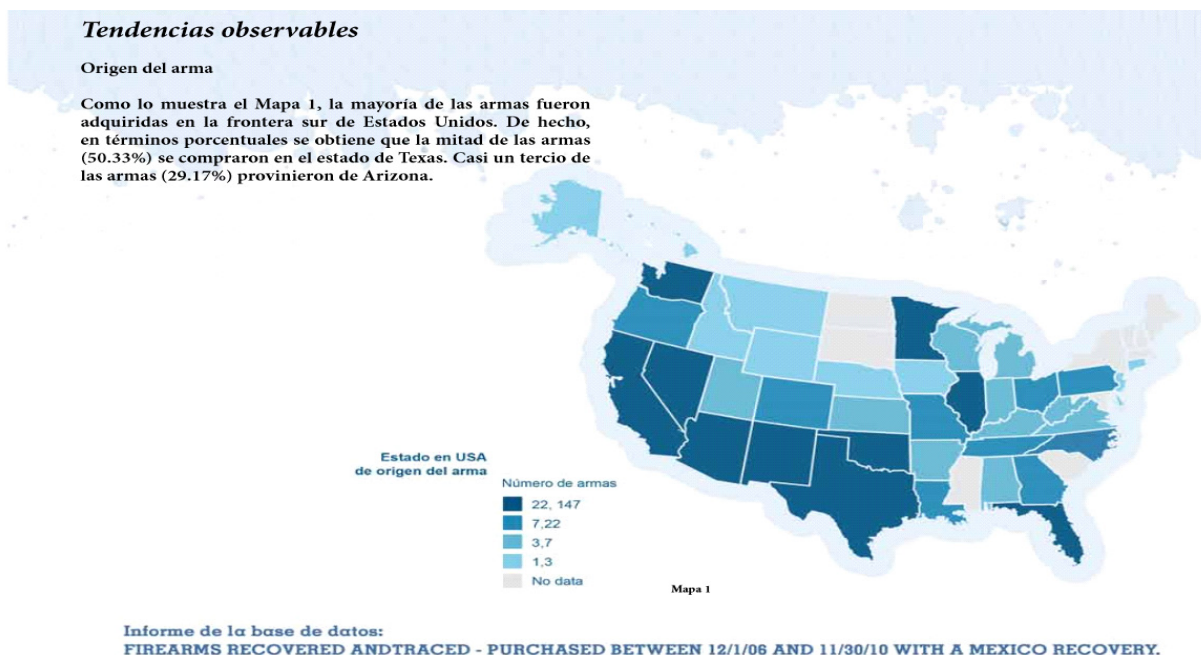 Tendencias observables
Origen del arma
Como lo muestra el Mapa 1, la mayoría de las armas fueron
adquiridas en la frontera sur de Estados Unidos. De hecho,
en términos porcentuales se obtiene que la mitad de las armas
(50.33%) se compraron en el estado de Texas. Casi un tercio de
las armas (29.17%) provinieron de Arizona.
Estado en USA
de origen del arma
Número de armas
22, 147
7,22
3,7
1,3
No data
Mapa 1
Informe de la base de datos:
FIREARMS RECOVERED ANDTRACED - PURCHASED BETWEEN 12/1/06 AND 11/30/10 WITH A MEXICO RECOVERY.